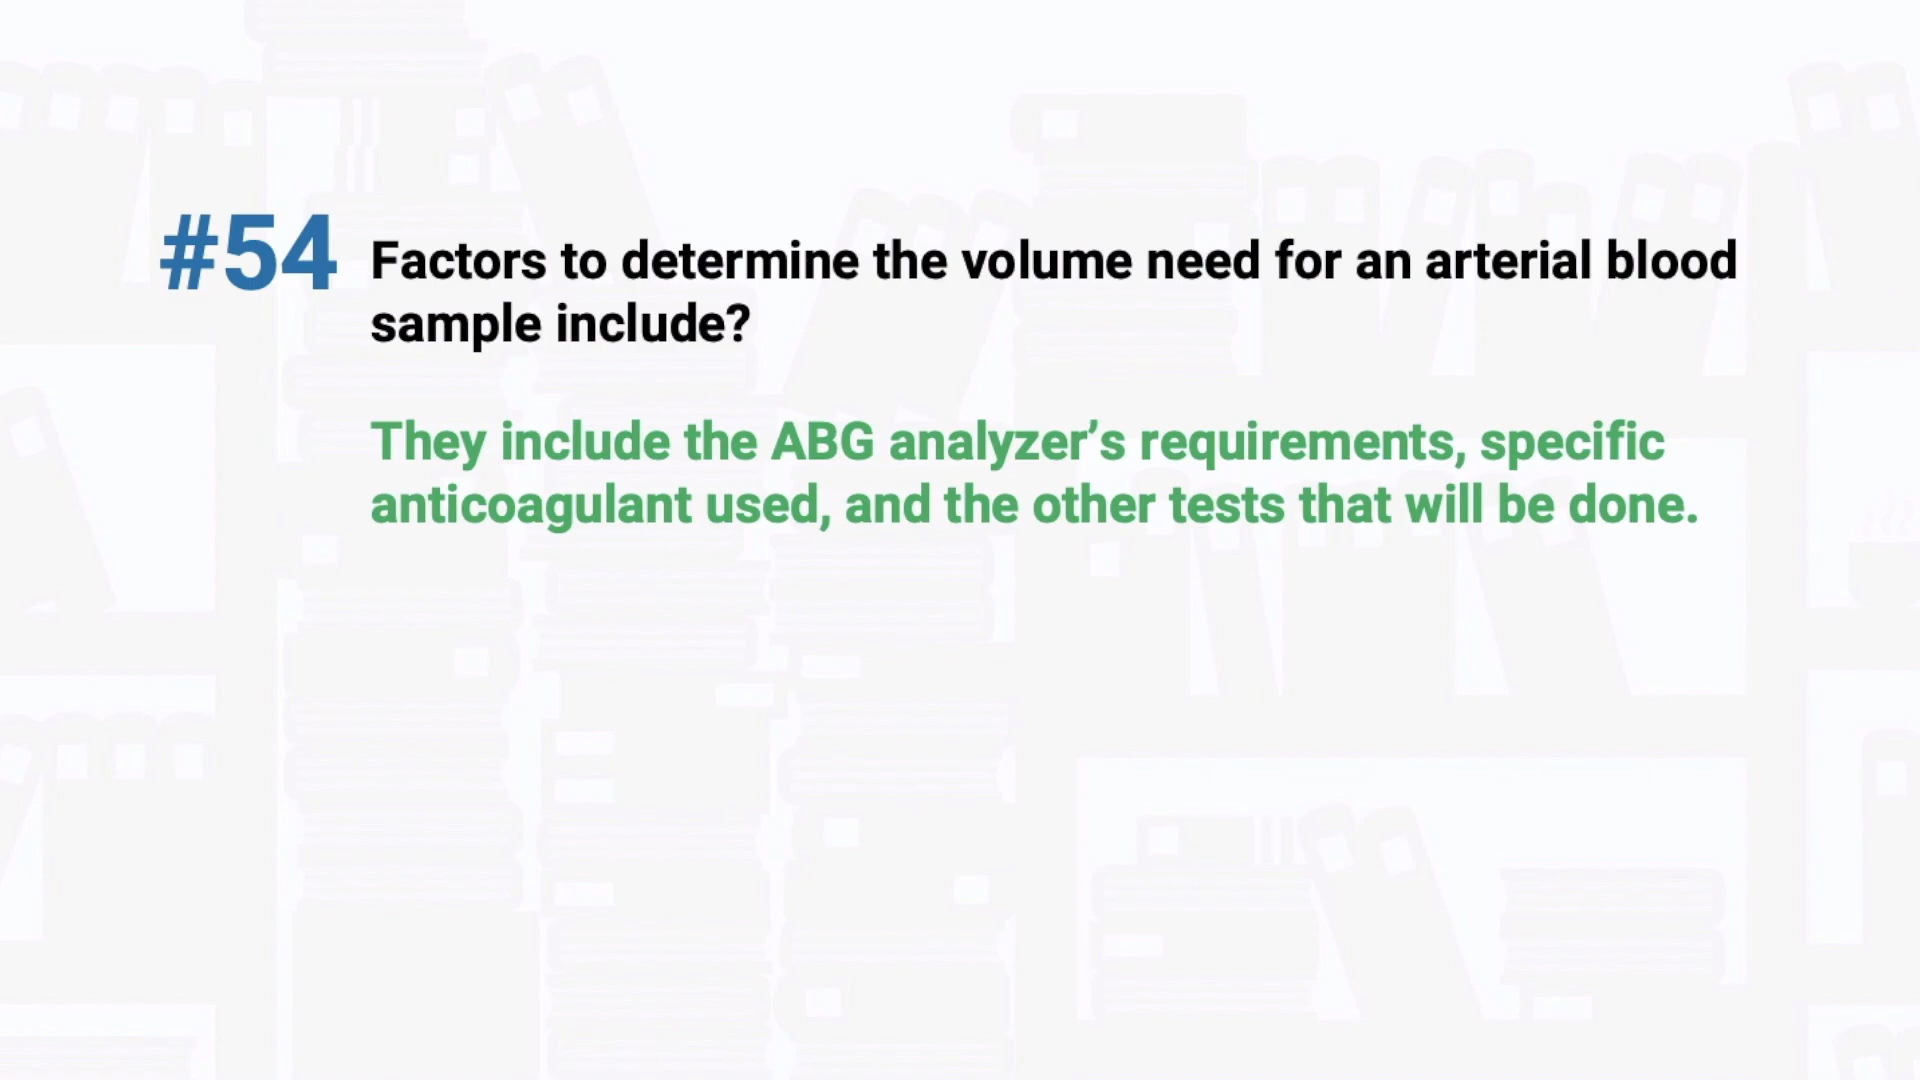 #54 Factors to determine the volume need for an arterial blood
sample include?
They include the ABG analyzer’s requirements, specific
anticoagulant used, and the other tests that will be done.